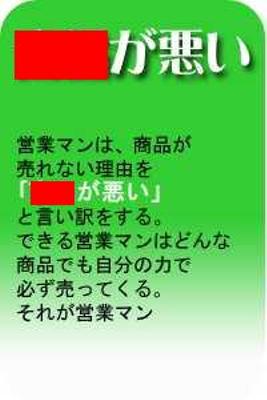 が悪い
営業マンは、商品が
売れない理由を
「が悪い」
と言い訳をする。
できる営業マンはどんな
商品でも自分の力で
必ず売ってくる。
それが営業マン